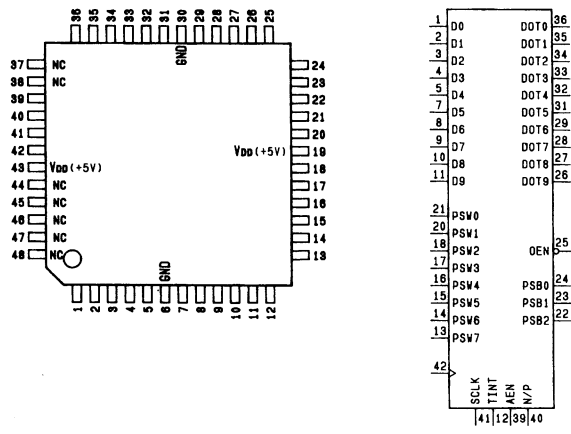 36 35 34 33 32 31 30 29 28 27 26 25
GND
37 NC
38 NC
39
40
41
42
43 VDD(+5V)
44 NC
45 NC
46 NC
47 NC
48 NC
24
23
22
21
20
VDD(+5V) 19
18
17
16
15
14
13
GND
1 2 3 4 5 6 7 8 9 10 11 12
1 D0 DOT0 36
2 D1 DOT1 35
3 D2 DOT2 34
4 D3 DOT3 33
5 D4 DOT4 32
7 D5 DOT5 31
8 D6 DOT6 29
9 D7 DOT7 28
10 D8 DOT8 27
11 D9 DOT9 26
21 PSW0
20 PSW1
18 PSW2 OEN 25
17 PSW3
16 PSW4 PSB0 24
15 PSW5 PSB1 23
14 PSW6 PSB2 22
13 PSW7
42
SCLK TINT AEN N/P
41 12 39 40